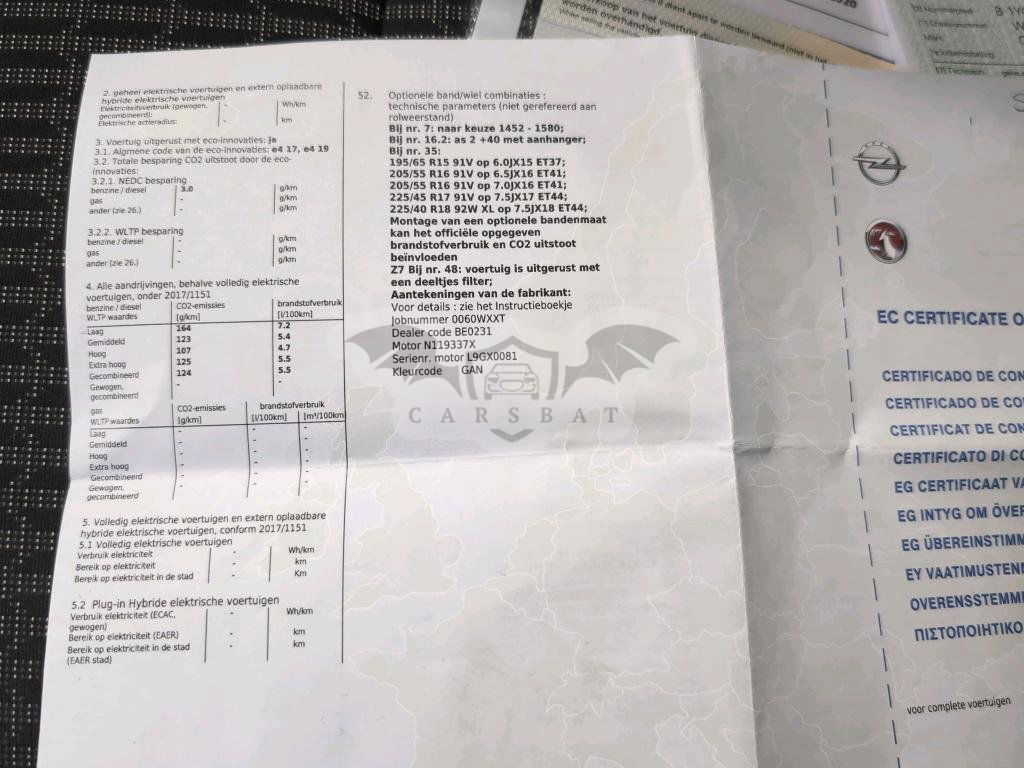 2. geheel elektrische voertuigen en extern oplaadbare
hybride elektrische voertuigen
Elektriciteitsverbruik (gewogen, - Wh/km
gecombineerd):
Elektrische actieradius: - km
3. Voertuig uitgerust met eco-innovaties: ja
3.1. Algmene code van de eco-innovaties: e4 17, e4 19
3.2. Totale besparing CO2 uitstoot door de eco-
innovaties:
3.2.1. NEDC besparing
benzine / diesel 3.0 g/km
gas - g/km
ander (zie 26.) - g/km
3.2.2. WLTP besparing
benzine / diesel - g/km
gas - g/km
ander (zie 26.) - g/km
4. Alle aandrijvingen, behalve volledig elektrische
voertuigen, onder 2017/1151
benzine / diesel CO2-emissies brandstofverbruik
WLTP waardes [g/km] [l/100km]
Laag 164 7.2
Gemiddeld 123 5.4
Hoog 107 4.7
Extra hoog 125 5.5
Gecombineerd 124 5.5
Gewogen, - -
gecombineerd
gas CO2-emissies brandstofverbruik
WLTP waardes [g/km] [l/100km] [m³/100km]
Laag - - -
Gemiddeld - - -
Hoog - - -
Extra hoog - - -
Gecombineerd - - -
Gewogen, - - -
gecombineerd
5. Volledig elektrische voertuigen en extern oplaadbare
hybride elektrische voertuigen, conform 2017/1151
5.1 Volledig elektrische voertuigen
Verbruik elektriciteit - Wh/km
Bereik op elektriciteit - km
Bereik op elektriciteit in de stad - Km
5.2 Plug-in Hybride elektrische voertuigen
Verbruik elektriciteit (ECAC, - Wh/km
gewogen)
Bereik op elektriciteit (EAER) - km
Bereik op elektriciteit in de stad - km
(EAER stad)
52. Optionele band/wiel combinaties :
technische parameters (niet gerefereerd aan
rolweerstand)
Bij nr. 7: naar keuze 1452 - 1580;
Bij nr. 16.2: as 2 +40 met aanhanger;
Bij nr. 35:
195/65 R15 91V op 6.0JX15 ET37;
205/55 R16 91V op 6.5JX16 ET41;
205/55 R16 91V op 7.0JX16 ET41;
225/45 R17 91V op 7.5JX17 ET44;
225/40 R18 92W XL op 7.5JX18 ET44;
Montage van een optionele bandenmaat
kan het officiële opgegeven
brandstofverbruik en CO2 uitstoot
beïnvloeden
Z7 Bij nr. 48: voertuig is uitgerust met
een deeltjes filter;
Aantekeningen van de fabrikant:
Voor details : zie het Instructieboekje
Jobnummer 0060WXXT
Dealer code BE0231
Motor N119337X
Serienr. motor L9GX0081
Kleurcode GAN
CARSBAT
EC CERTIFICATE O
CERTIFICADO DE CON
CERTIFICADO DE CO
CERTIFICAT DE CON
CERTIFICATO DI CO
EG CERTIFICAAT VA
EG INTYG OM ÖVER
EG ÜBEREINSTIMM
EY VAATIMUSTEN
OVERENSSTEMM
ΠΙΣΤΟΠΟΙΗΤΙΚΟ
voor complete voertuigen